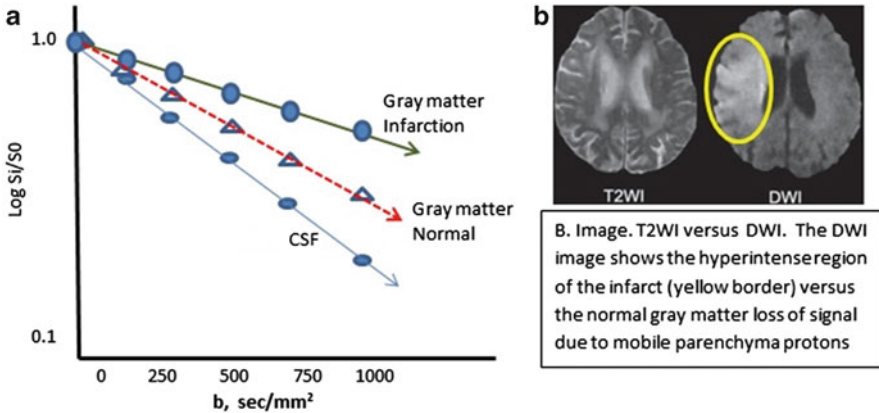 a
1.0
Log Si/S0
0.1
Gray matter
Infarction
Gray matter
Normal
CSF
0 250 500 750 1000
b, sec/mm²
b
T2WI DWI
B. Image. T2WI versus DWI. The DWI
image shows the hyperintense region
of the infarct (yellow border) versus
the normal gray matter loss of signal
due to mobile parenchyma protons